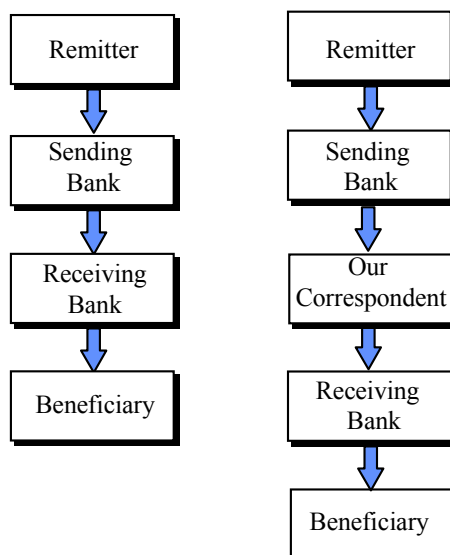 Remitter
Sending
Bank
Receiving
Bank
Beneficiary
Remitter
Sending
Bank
Our
Correspondent
Receiving
Bank
Beneficiary